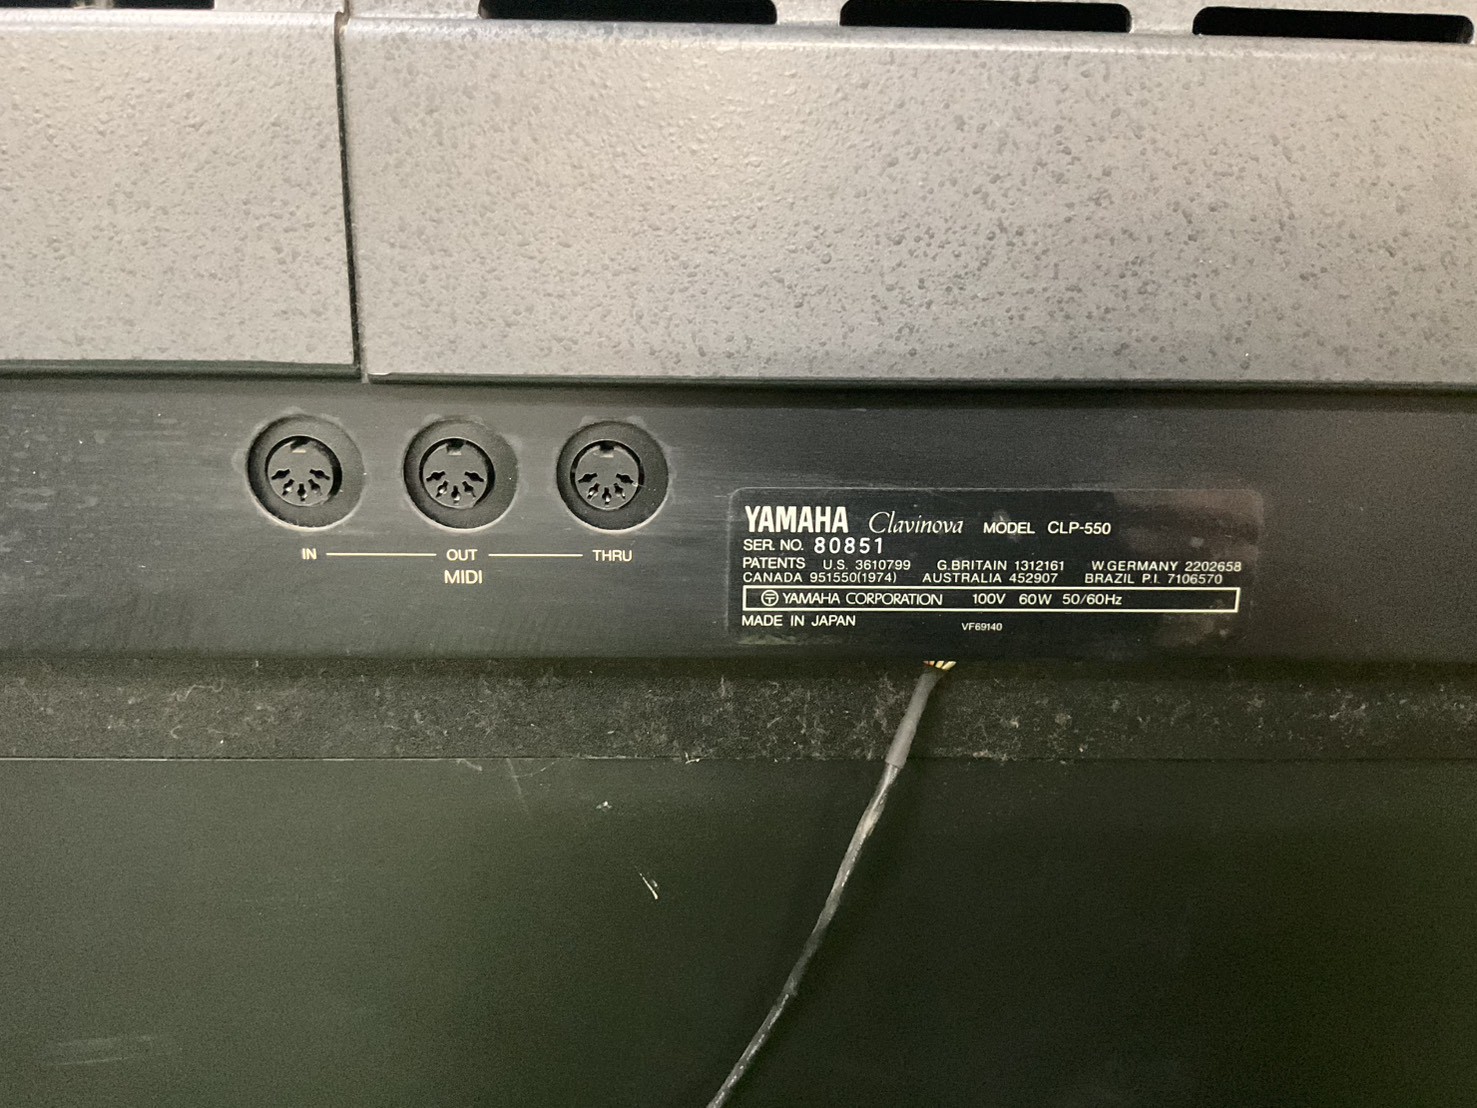 IN OUT THRU
MIDI
YAMAHA Clavinova MODEL CLP-550
SER. NO. 80851
PATENTS U.S. 3610799 G.BRITAIN 1312161 W.GERMANY 2202658
CANADA 951550(1974) AUSTRALIA 452907 BRAZIL P.I. 7106570
YAMAHA CORPORATION 100V 60W 50/60Hz
MADE IN JAPAN VF69140